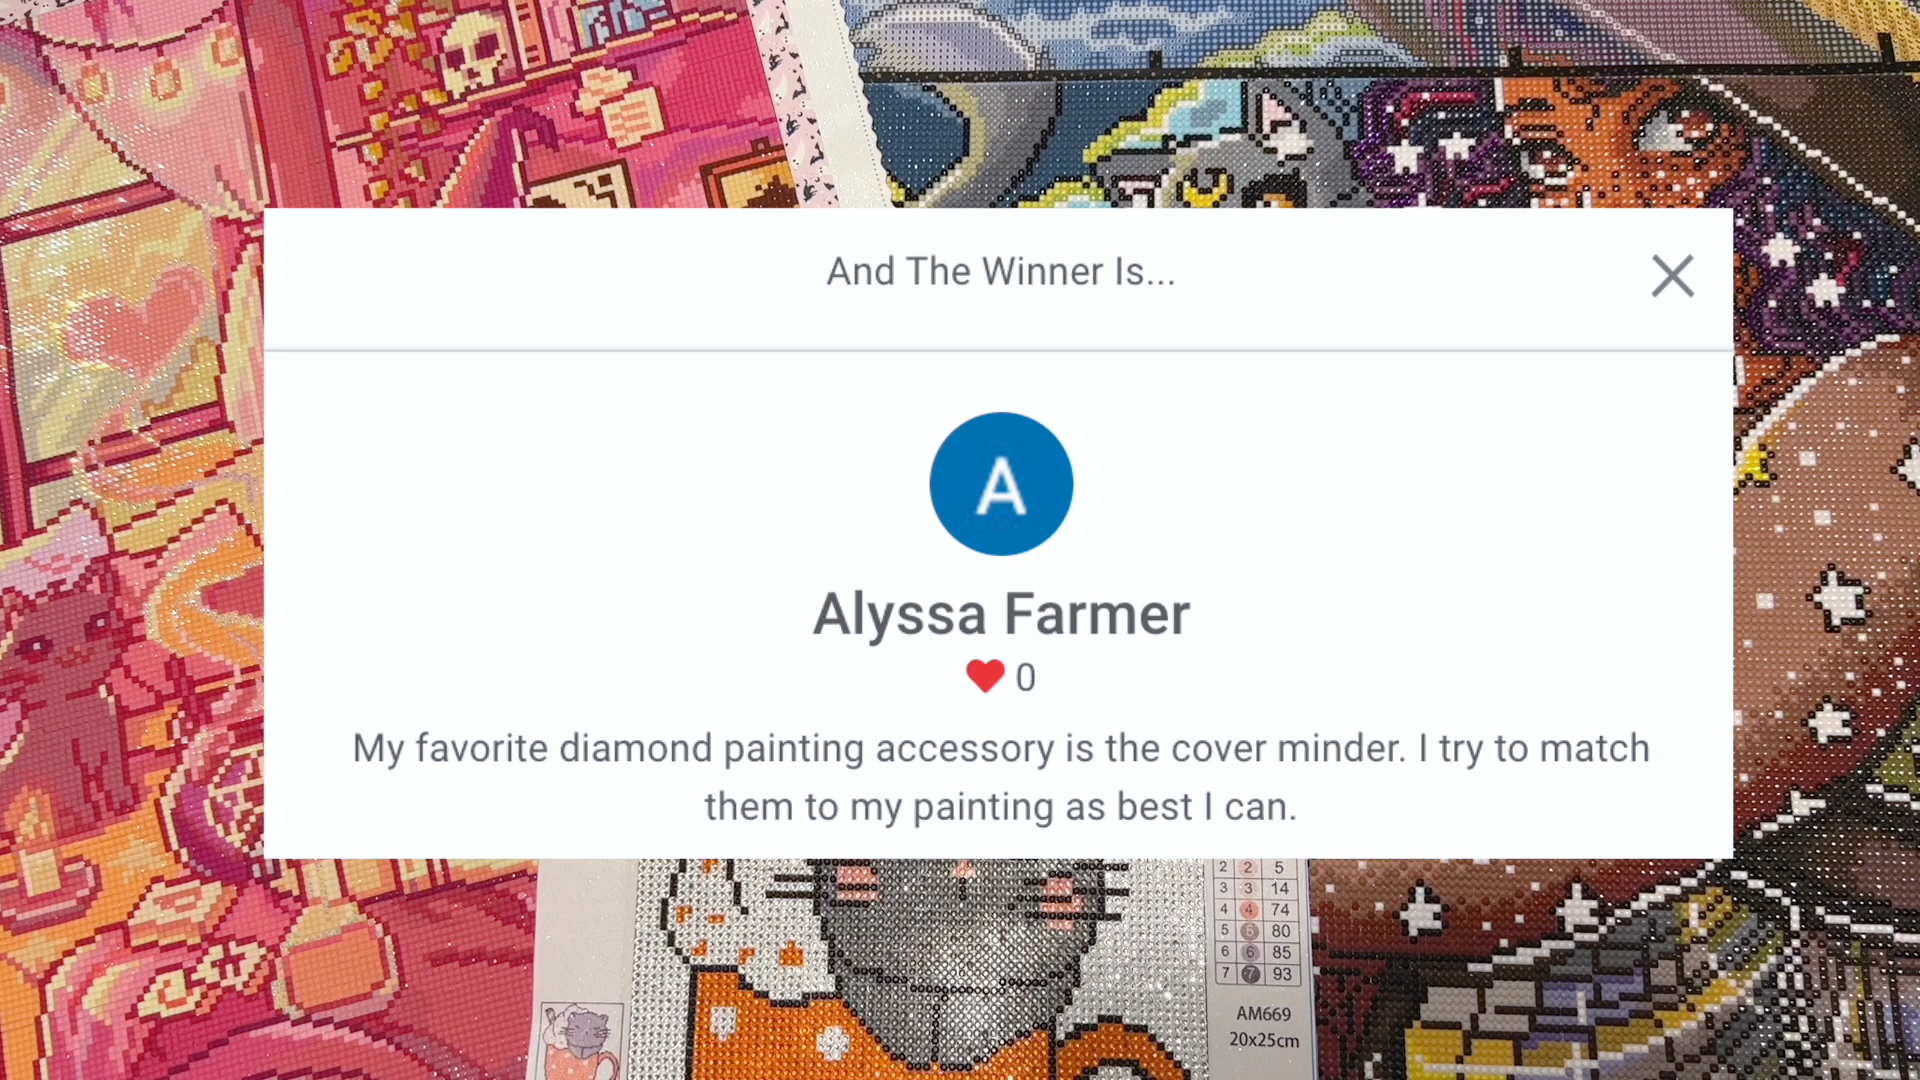 And The Winner Is...
A
Alyssa Farmer
0
My favorite diamond painting accessory is the cover minder. I try to match
them to my painting as best I can.
2 2 5
3 3 14
4 4 74
5 5 80
6 6 85
7 7 93
AM669
20x25cm